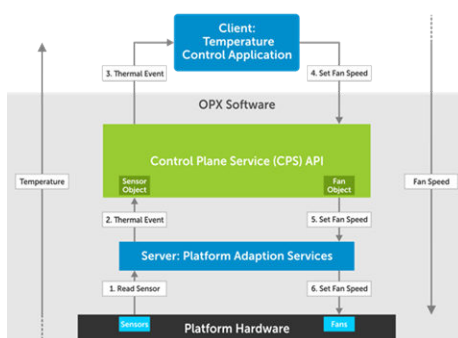 Client:
Temperature
Control Application
3. Thermal Event
4. Set Fan Speed
OPX Software
Control Plane Service (CPS) API
Sensor
Object
Fan
Object
Temperature
Fan Speed
2. Thermal Event
5. Set Fan Speed
Server: Platform Adaption Services
1. Read Sensor
6. Set Fan Speed
Sensors
Platform Hardware
Fans